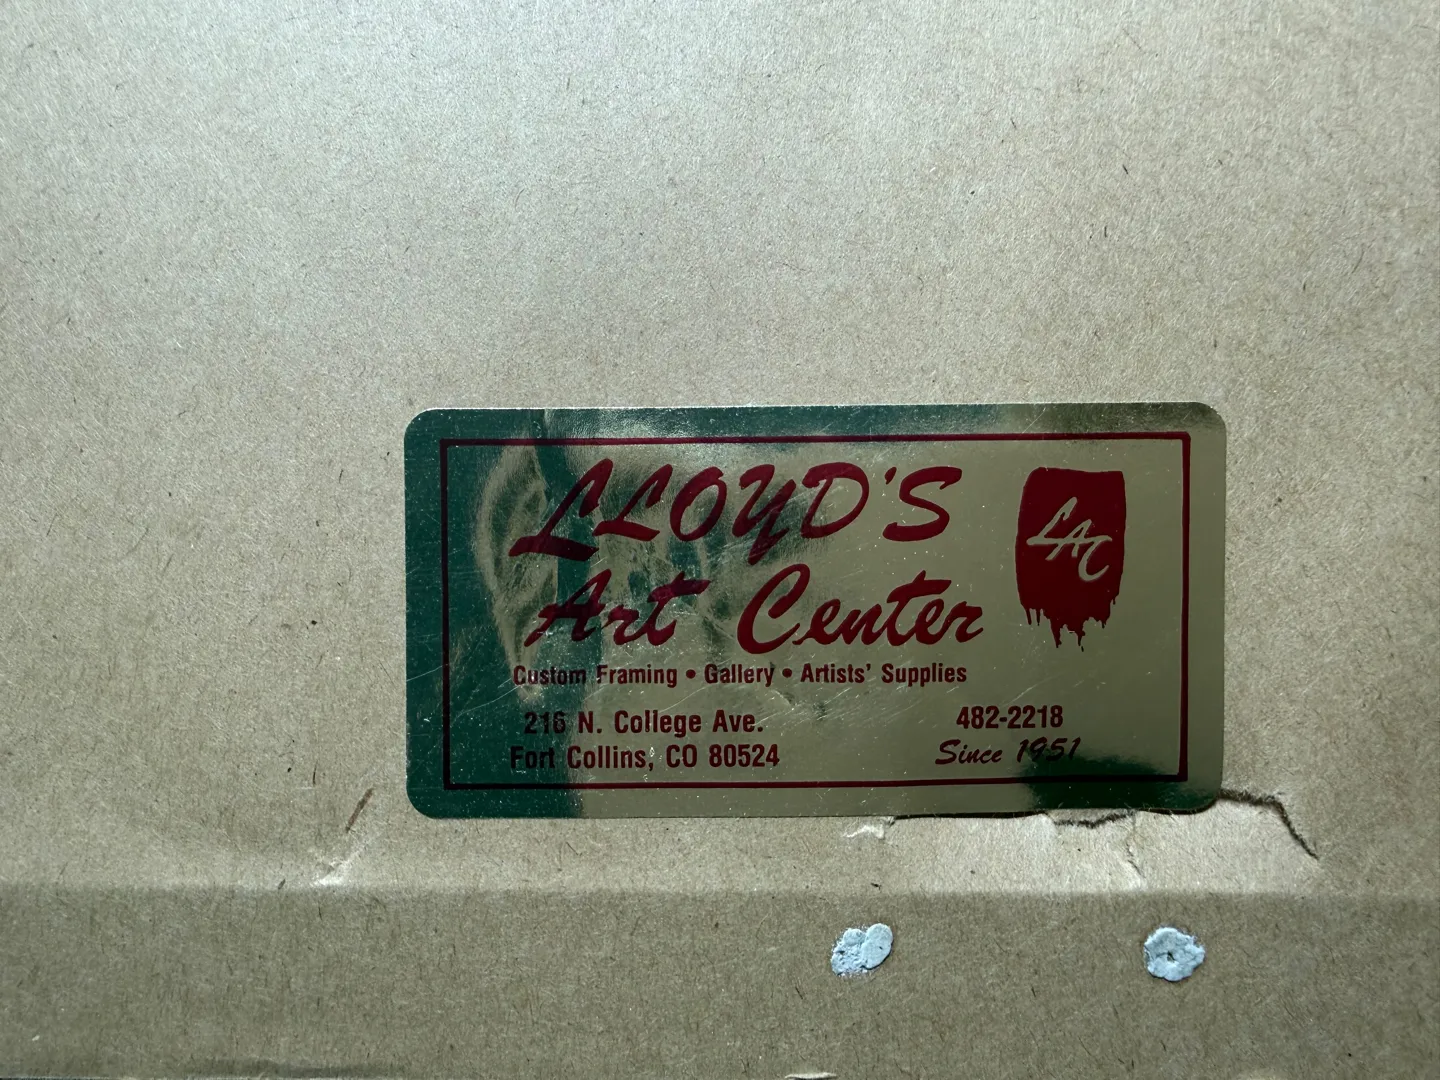 LLOYD'S
Art Center
LAC
Custom Framing • Gallery • Artists' Supplies
216 N. College Ave.
Fort Collins, CO 80524
482-2218
Since 1951